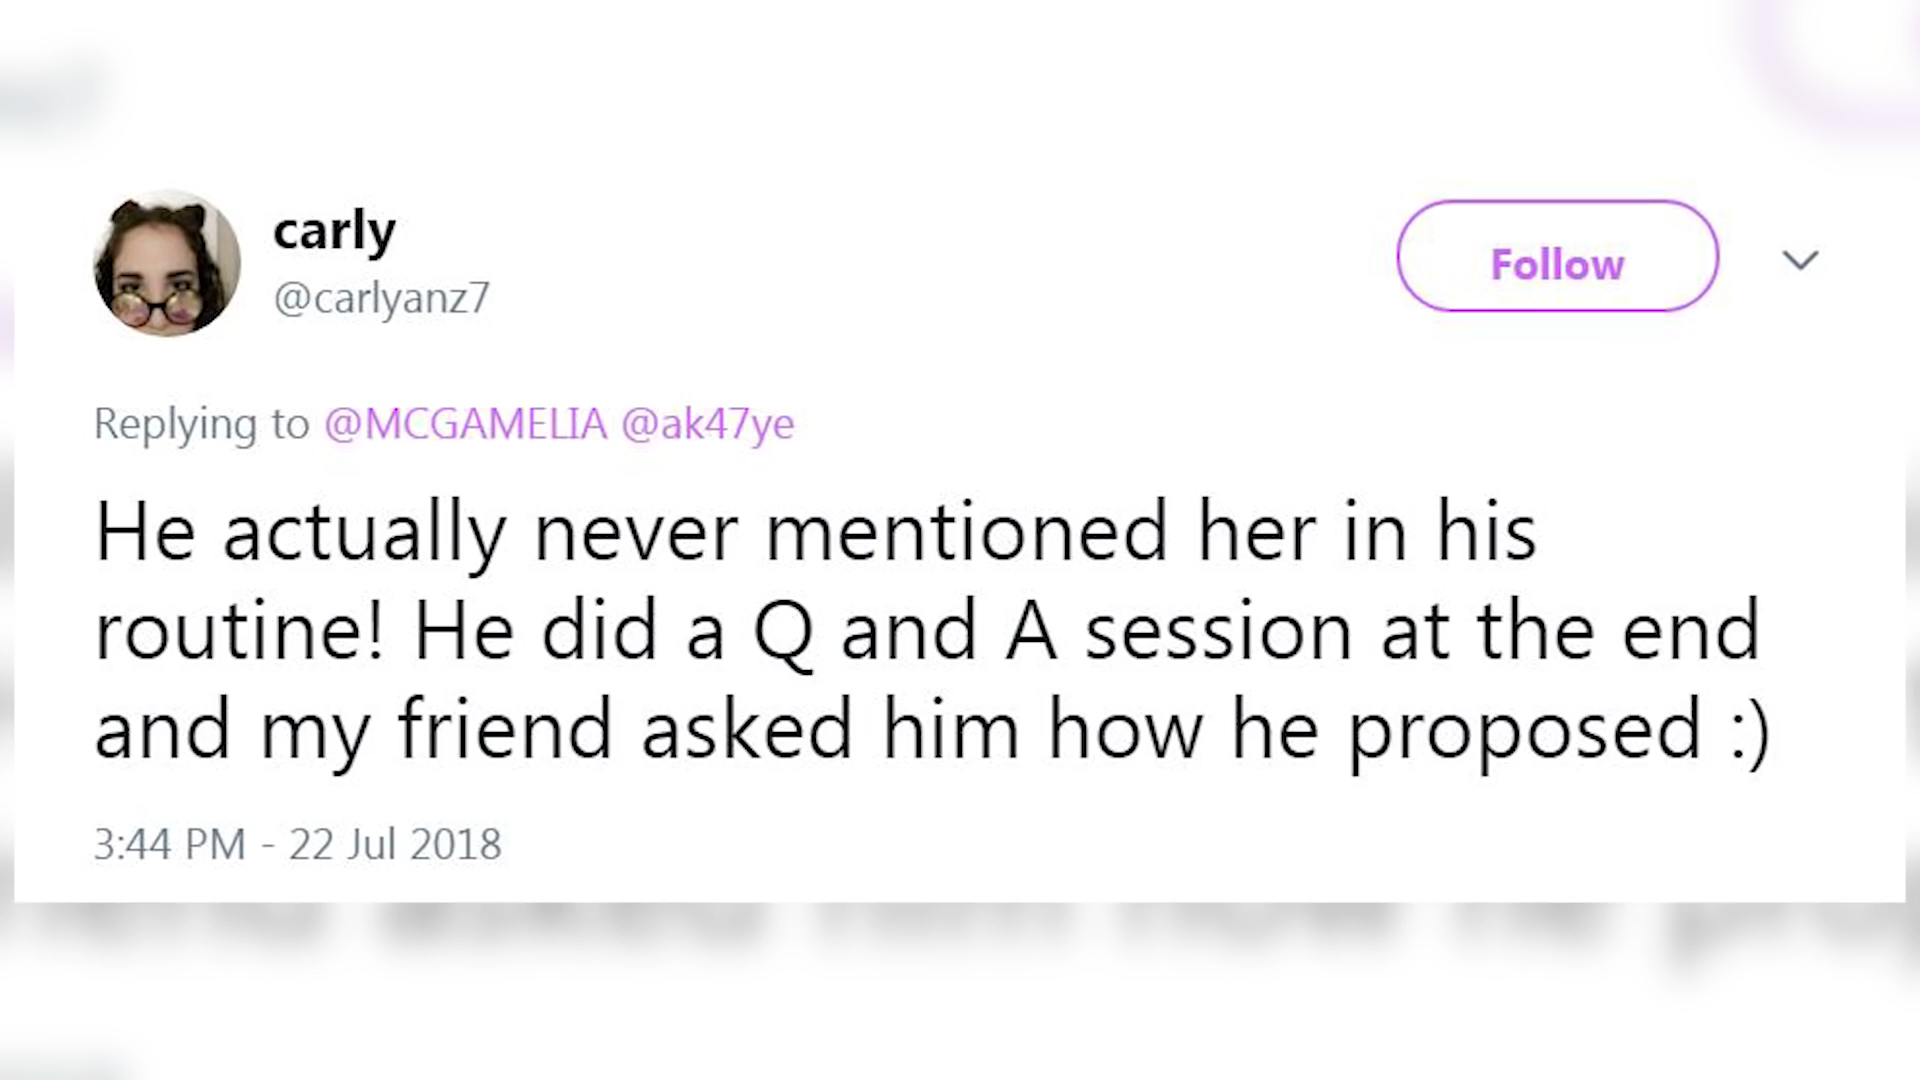 carly
@carlyanz7
Follow
Replying to @MCGAMELIA @ak47ye
He actually never mentioned her in his
routine! He did a Q and A session at the end
and my friend asked him how he proposed :)
3:44 PM - 22 Jul 2018